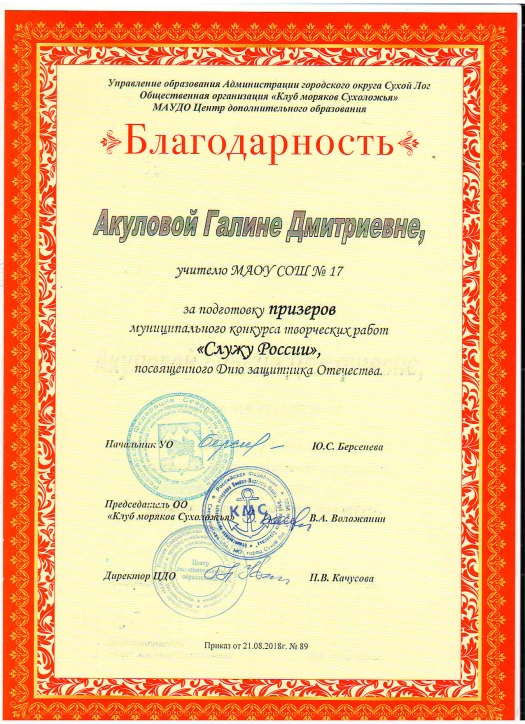 Управление образования Администрации городского округа Сухой Лог
Общественная организация «Клуб моряков Сухоложья»
МАУДО Центр дополнительного образования
Благодарность
Акуловой Галине Дмитриевне,
учителю МАОУ СОШ № 17
за подготовку призеров
муниципального конкурса творческих работ
«Служу России»,
посвященного Дню защитника Отечества.
Начальник УО Ю.С. Берсенева
КМС
Председатель ОО
«Клуб моряков Сухоложья» В.А. Воложанин
Центр
Директор ЦДО П.В. Качусова
Приказ от 21.08.2018г. № 89